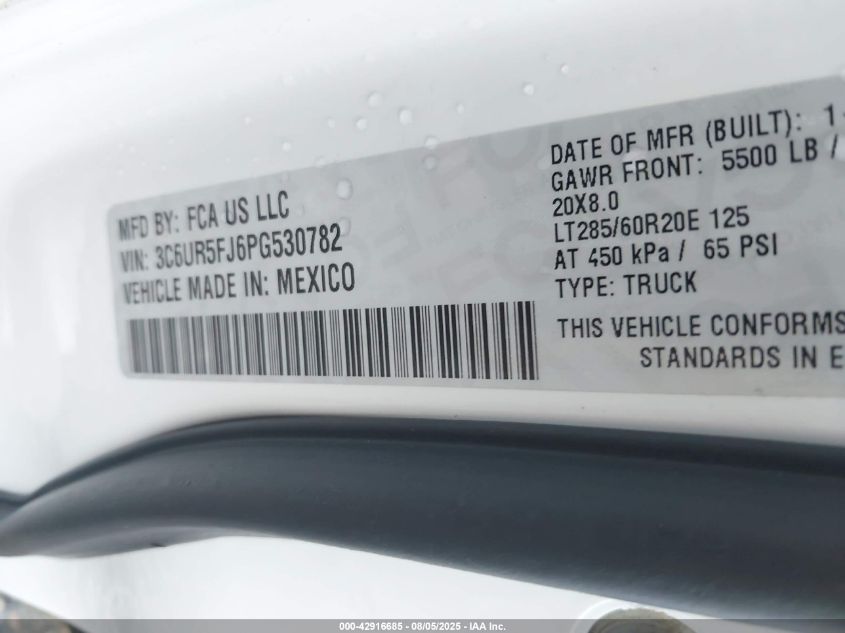 MFD BY: FCA US LLC
VIN: 3C6UR5FJ6PG530782
VEHICLE MADE IN: MEXICO
DATE OF MFR (BUILT): 1-
GAWR FRONT: 5500 LB /
20X8.0
LT285/60R20E 125
AT 450 kPa / 65 PSI
TYPE: TRUCK
THIS VEHICLE CONFORMS
STANDARDS IN E
000-42916685 - 08/05/2025 - IAA Inc.